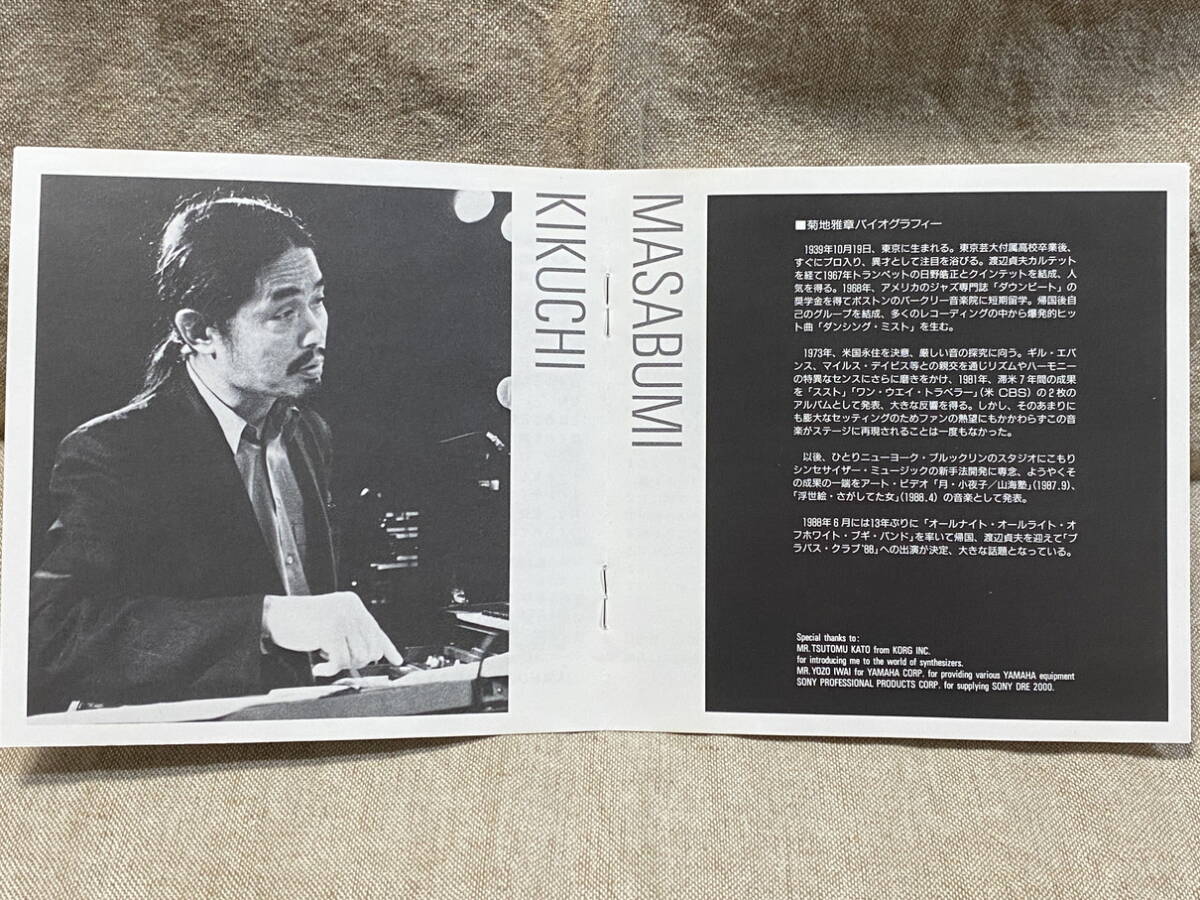 KIKUCHI
MASABUMI
■菊地雅章バイオグラフィー
1939年10月19日、東京に生まれる。東京芸大付属高校卒業後、
すぐにプロ入り、異才として注目を浴びる。渡辺貞夫カルテット
を経て1967年トランペットの日野皓正とクインテットを結成、人
気を得る。1968年、アメリカのジャズ専門誌「ダウンビート」の
奨学金を得てボストンのバークリー音楽院に短期留学。帰国後自
己のグループを結成、多くのレコーディングの中から爆発的ヒッ
ト曲「ダンシング・ミスト」を生む。
1973年、米国永住を決意、厳しい音の探究に向う。ギル・エバ
ンス、マイルス・デイビス等との親交を通じリズムやハーモニー
の特異なセンスにさらに磨きをかけ、1981年、滞米7年間の成果
を「ススト」「ワン・ウエイ・トラベラー」(米 CBS) の2枚の
アルバムとして発表、大きな反響を得る。しかし、そのあまりに
も膨大なセッティングのためファンの熱望にもかかわらずこの音
楽がステージに再現されることは一度もなかった。
以後、ひとりニューヨーク・ブルックリンのスタジオにこもり
シンセサイザー・ミュージックの新手法開発に専念、ようやくそ
の成果の一端をアート・ビデオ「月・小夜子/山海塾」(1987.9)、
「浮世絵・さがしてた女」(1988.4) の音楽として発表。
1988年6月には13年ぶりに「オールナイト・オールライト・オ
フホワイト・ブギ・バンド」を率いて帰国、渡辺貞夫を迎えて「ブ
ラバス・クラブ'88」への出演が決定、大きな話題となっている。
Special thanks to:
MR. TSUTOMU KATO from KORG INC.
for introducing me to the world of synthesizers.
MR. YOZO IWAI for YAMAHA CORP. for providing various YAMAHA equipment
SONY PROFESSIONAL PRODUCTS CORP. for supplying SONY DRE 2000.